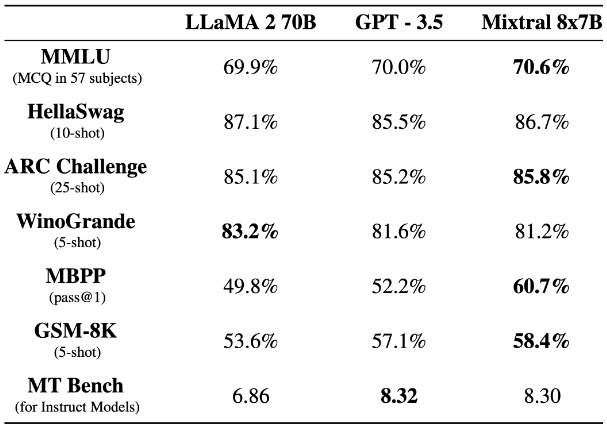 LLaMA 2 70B GPT - 3.5 Mixtral 8x7B
MMLU
(MCQ in 57 subjects) 69.9% 70.0% 70.6%
HellaSwag
(10-shot) 87.1% 85.5% 86.7%
ARC Challenge
(25-shot) 85.1% 85.2% 85.8%
WinoGrande
(5-shot) 83.2% 81.6% 81.2%
MBPP
(pass@1) 49.8% 52.2% 60.7%
GSM-8K
(5-shot) 53.6% 57.1% 58.4%
MT Bench
(for Instruct Models) 6.86 8.32 8.30